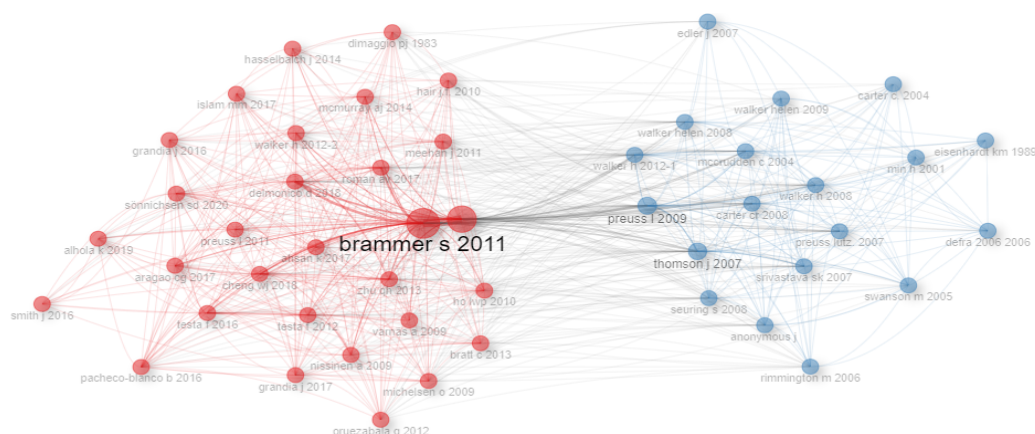 edler j 2007
dimaggio pj 1983
hasselbalch j 2014
hair j.f. 2010
carter c. 2004
islam mm 2017
mcmurray aj 2014
walker helen 2009
walker helen 2008
grandia j 2016
walker h 2012-2
meehan j 2011
eisenhardt km 1989
walker h 2012-1
mccrudden c 2004
min h 2001
roman av 2017
delmonico d 2018
sonnichsen sd 2020
walker h 2008
preuss l 2009
carter cr 2003
preuss l 2011
preuss lutz. 2007
defra 2006 2006
brammer s 2011
alhola k 2019
ahsan k 2017
thomson j 2007
aragao cg 2017
cheng wj 2018
zhu qh 2013
srivastava sk 2007
swanson m 2005
ho lwp 2010
seuring s 2008
smith j 2016
testa f 2016
testa f 2012
varnas a 2009
anonymous j
bratt c 2013
nissinen a 2009
pacheco-blanco b 2016
grandia j 2017
michelsen o 2009
rimmington m 2006
oruezabala g 2012